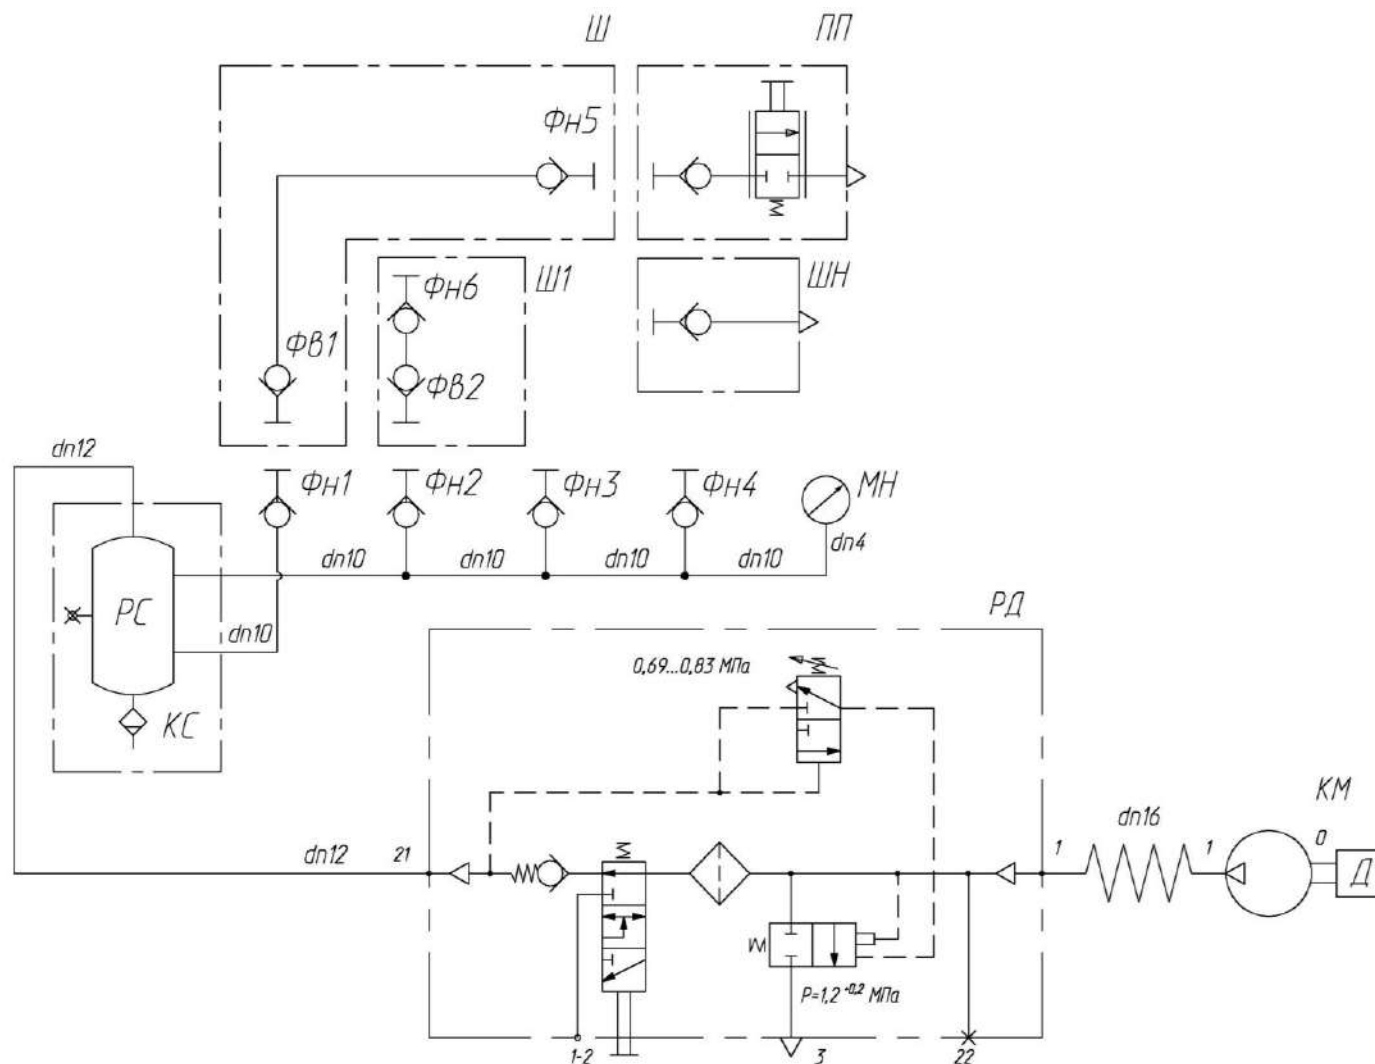 Ш
ПП
Фн5
ШН
Ш1
Фн6
Фв1
Фв2
dn12
Фн1
Фн2
Фн3
Фн4
МН
dn10
dn10
dn10
dn10
dn4
РС
dn10
РД
0,69...0,83 МПа
КС
КМ
dn16
0
dn12
21
1
1
Д
P=1,2 +0,2 МПа
1-2
3
22